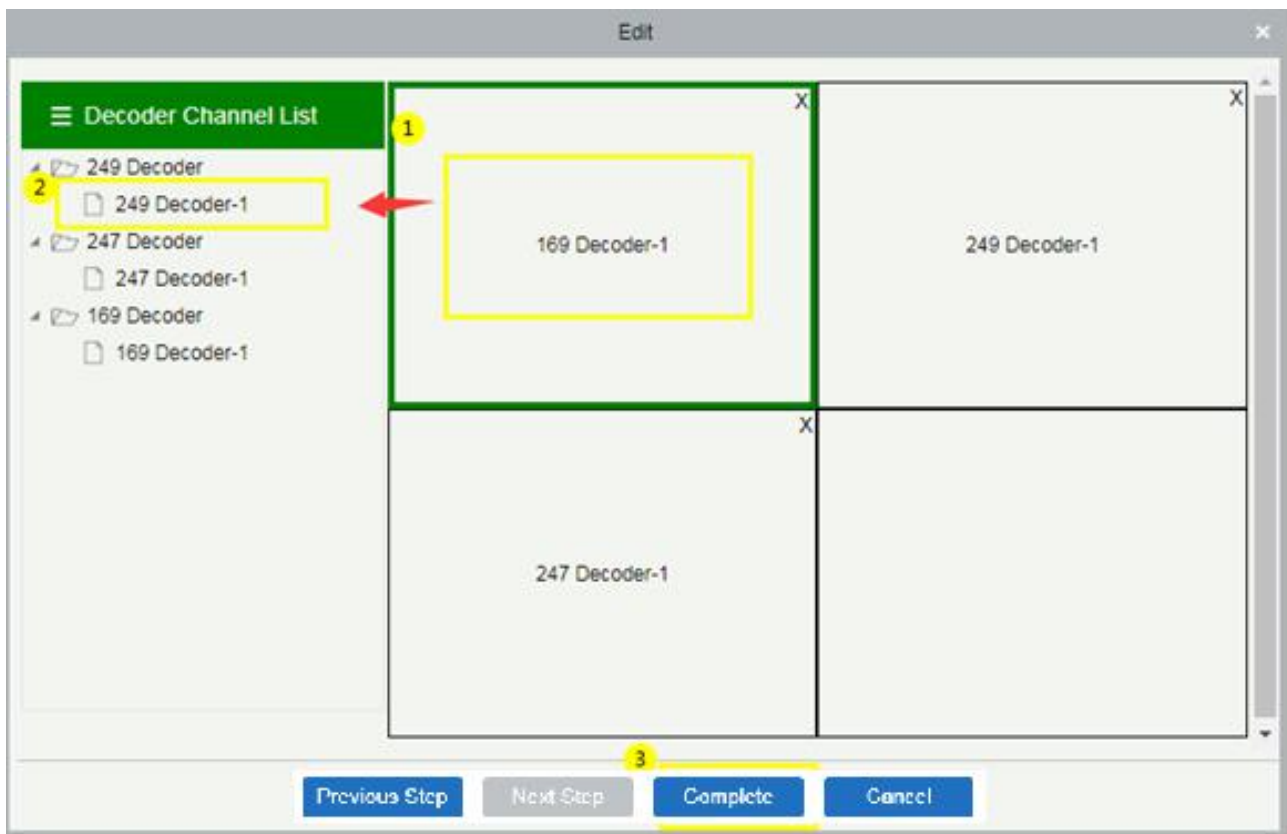 Edit
×
☰ Decoder Channel List
249 Decoder
249 Decoder-1
247 Decoder
247 Decoder-1
169 Decoder
169 Decoder-1
1
2
X
169 Decoder-1
X
249 Decoder-1
X
247 Decoder-1
3
Previous Step
Next Step
Complete
Cancel